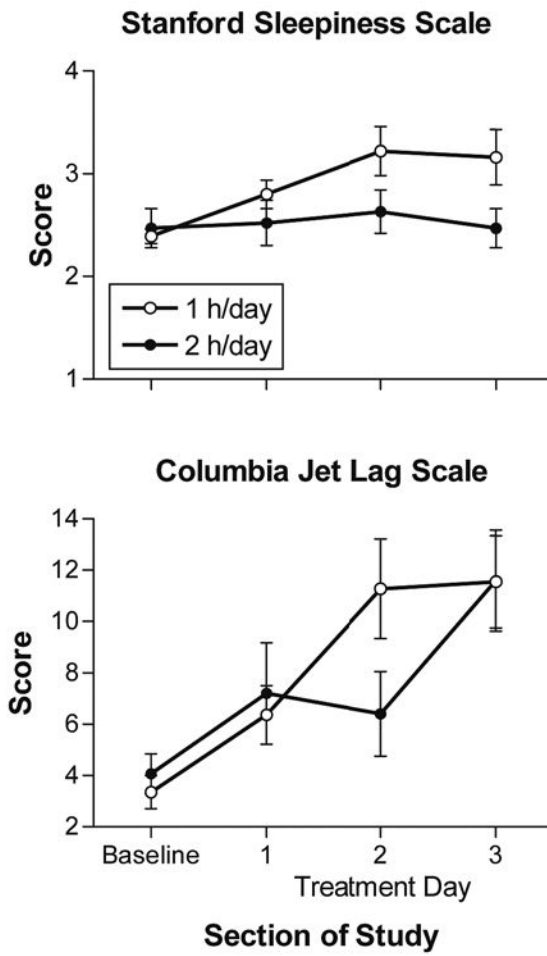 Stanford Sleepiness Scale
4
3
2
1
Score
1 h/day
2 h/day
Columbia Jet Lag Scale
14
12
10
8
6
4
2
Score
Baseline 1 2 3
Treatment Day
Section of Study